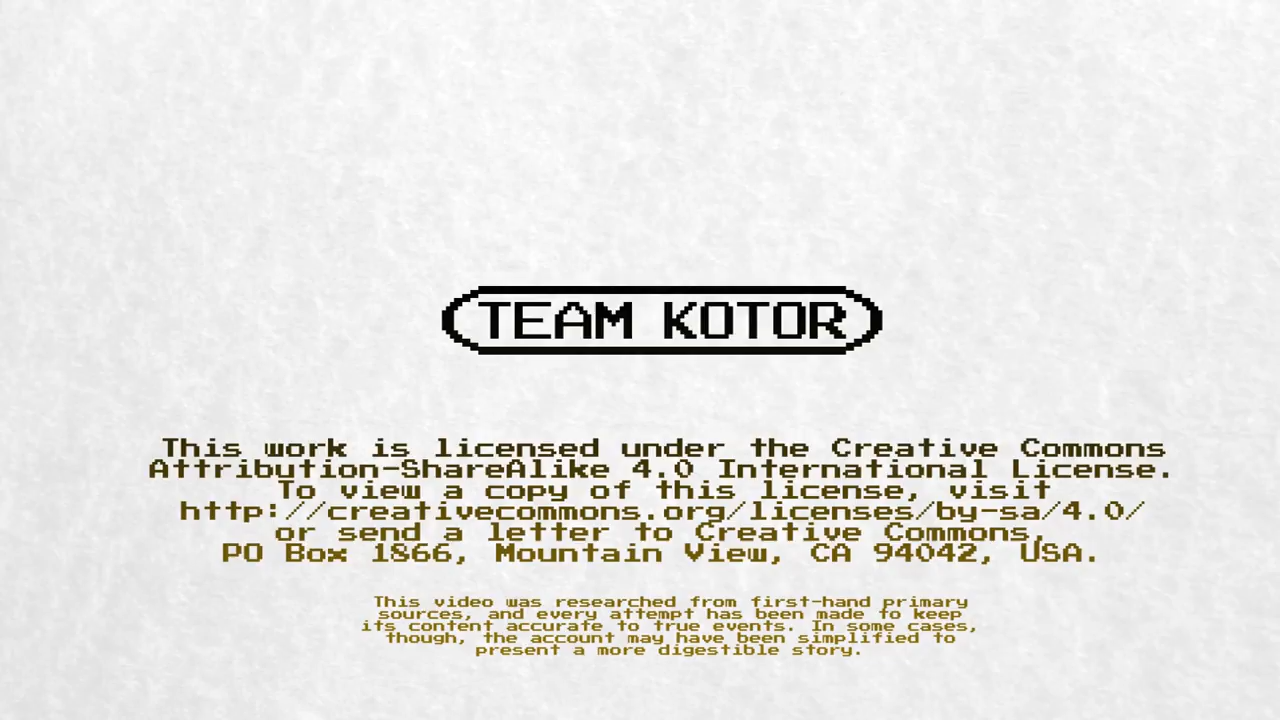 TEAM KOTOR
This work is licensed under the Creative Commons
Attribution-ShareAlike 4.0 International License.
To view a copy of this license, visit
http://creativecommons.org/licenses/by-sa/4.0/
or send a letter to Creative Commons,
PO Box 1866, Mountain View, CA 94042, USA.
This video was researched from first-hand primary
sources, and every attempt has been made to keep
its content accurate to true events. In some cases,
though, the account may have been simplified to
present a more digestible story.